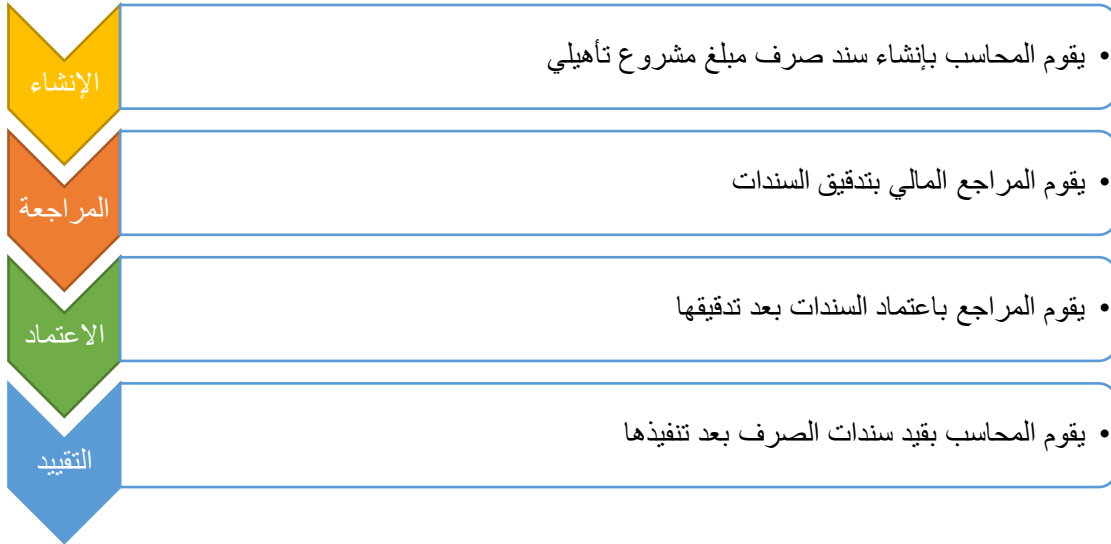 الإنشاء
• يقوم المحاسب بإنشاء سند صرف مبلغ مشروع تأهيلي
المراجعة
• يقوم المراجع المالي بتدقيق السندات
الاعتماد
• يقوم المراجع باعتماد السندات بعد تدقيقها
التقييد
• يقوم المحاسب بقيد سندات الصرف بعد تنفيذها